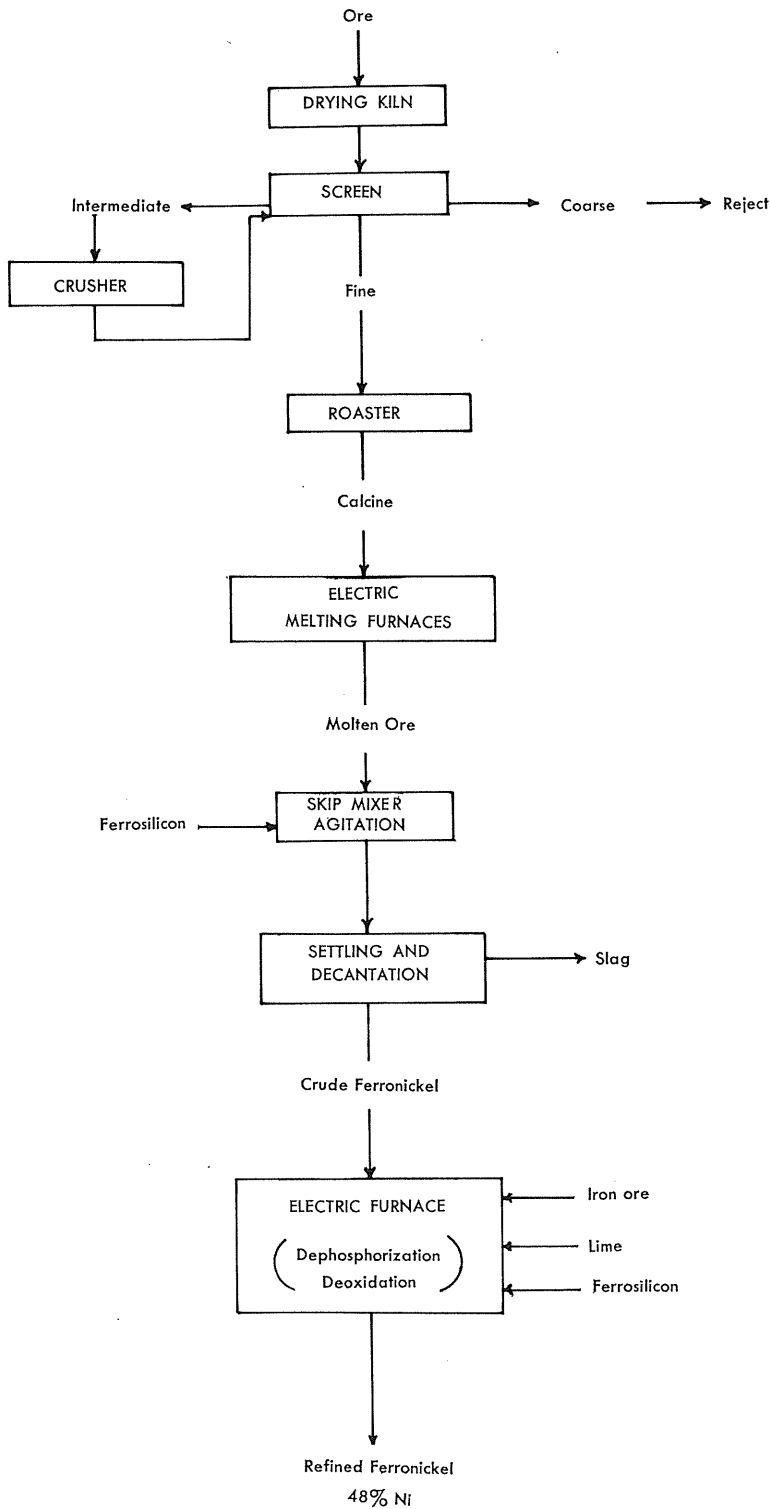 Ore
DRYING KILN
SCREEN
Intermediate
Coarse
Reject
CRUSHER
Fine
ROASTER
Calcine
ELECTRIC
MELTING FURNACES
Molten Ore
SKIP MIXER
AGITATION
Ferrosilicon
SETTLING AND
DECANTATION
Slag
Crude Ferronickel
ELECTRIC FURNACE
(Dephosphorization
Deoxidation)
Iron ore
Lime
Ferrosilicon
Refined Ferronickel
48% Ni